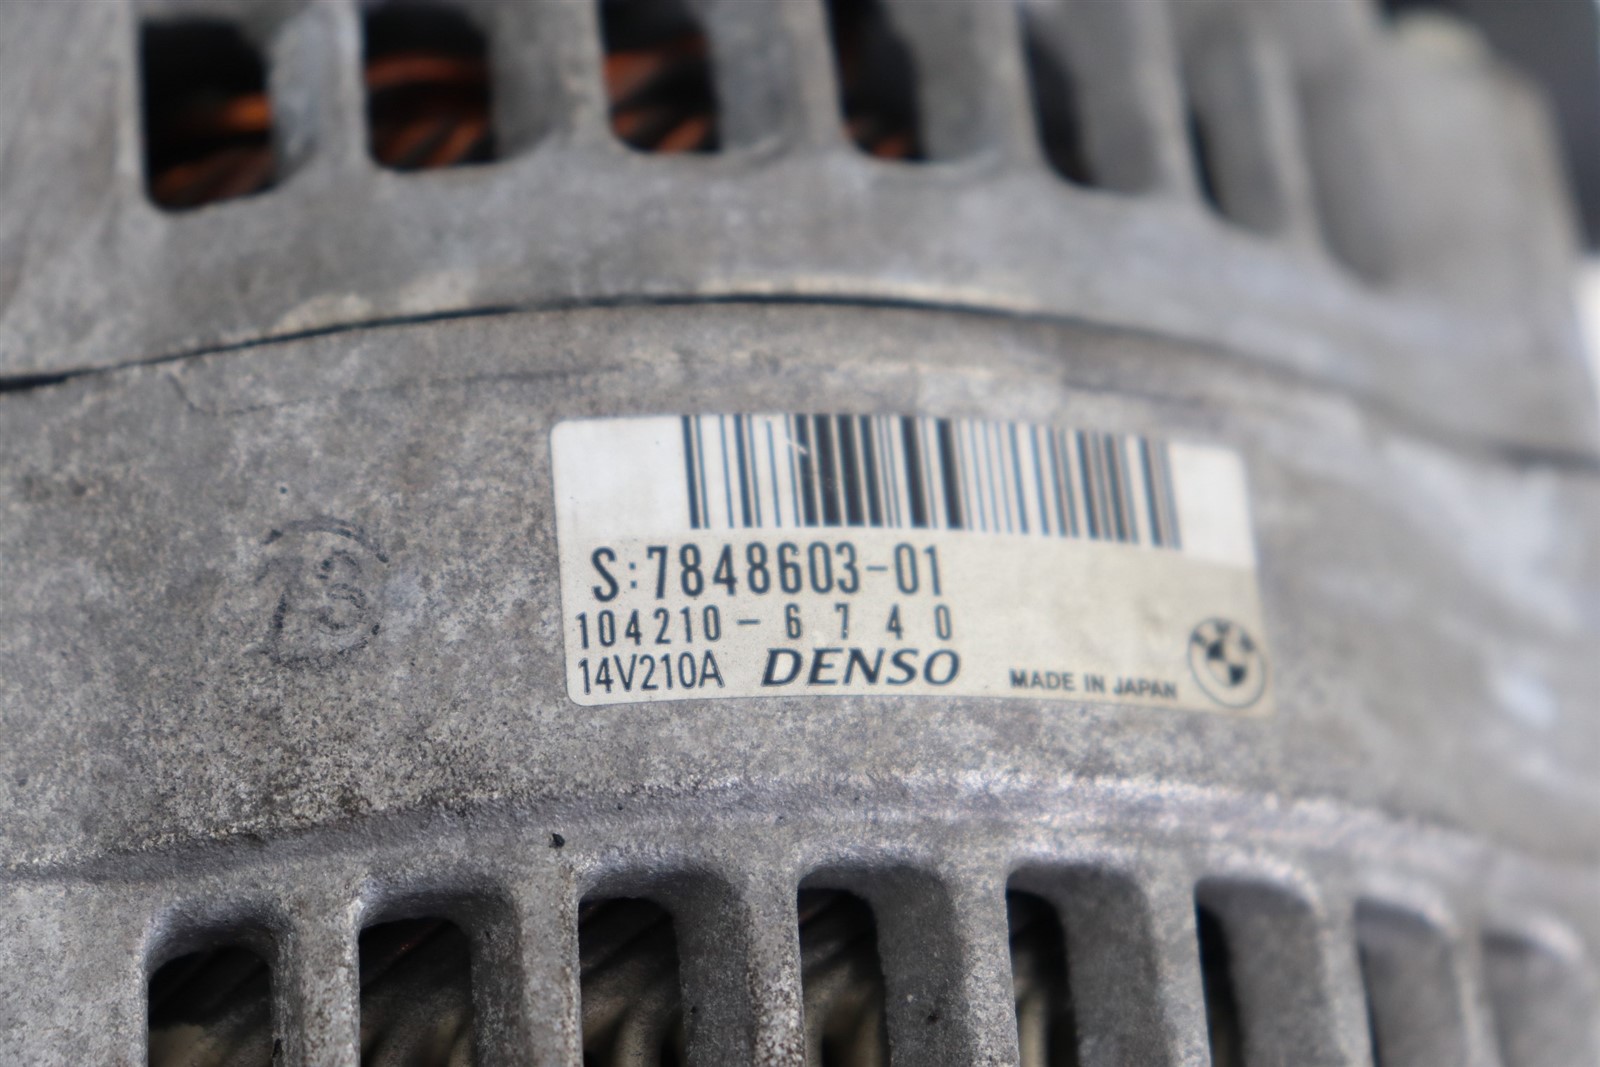 S:7848603-01
104210-6740
14V210A DENSO MADE IN JAPAN